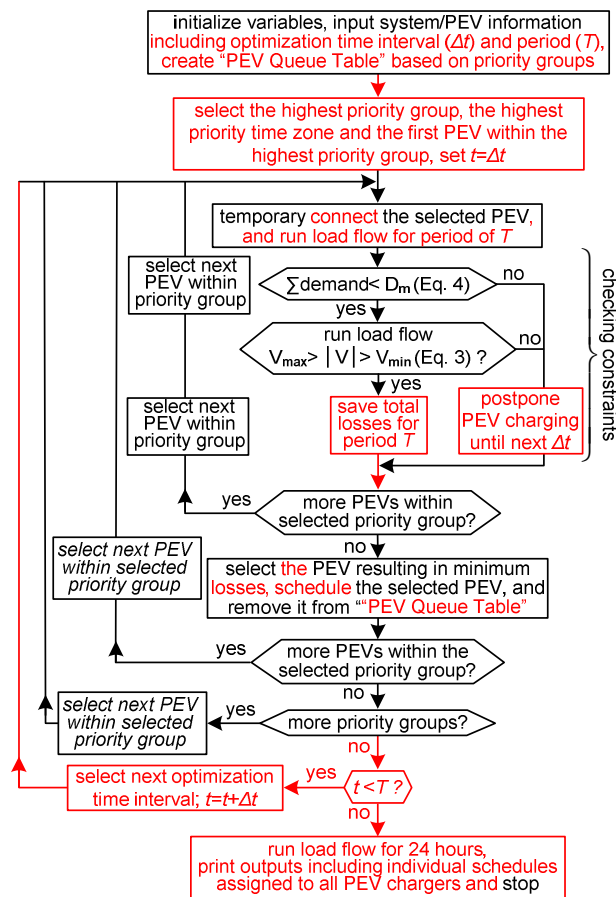 initialize variables, input system/PEV information
including optimization time interval (Δt) and period (T),
create “PEV Queue Table” based on priority groups
select the highest priority group, the highest
priority time zone and the first PEV within the
highest priority group, set t=Δt
temporary connect the selected PEV,
and run load flow for period of T
select next
PEV within
priority group
∑demand< Dm (Eq. 4)
no
yes
run load flow
Vmax> |V| > Vmin (Eq. 3) ?
no
yes
checking constraints
select next
PEV within
priority group
save total
losses for
period T
postpone
PEV charging
until next Δt
yes
more PEVs within
selected priority group?
no
select next PEV
within selected
priority group
select the PEV resulting in minimum
losses, schedule the selected PEV, and
remove it from ““PEV Queue Table”
yes
more PEVs within the
selected priority group?
no
select next PEV
within selected
priority group
yes
more priority groups?
no
select next optimization
time interval; t=t+Δt
yes
t <T ?
no
run load flow for 24 hours,
print outputs including individual schedules
assigned to all PEV chargers and stop